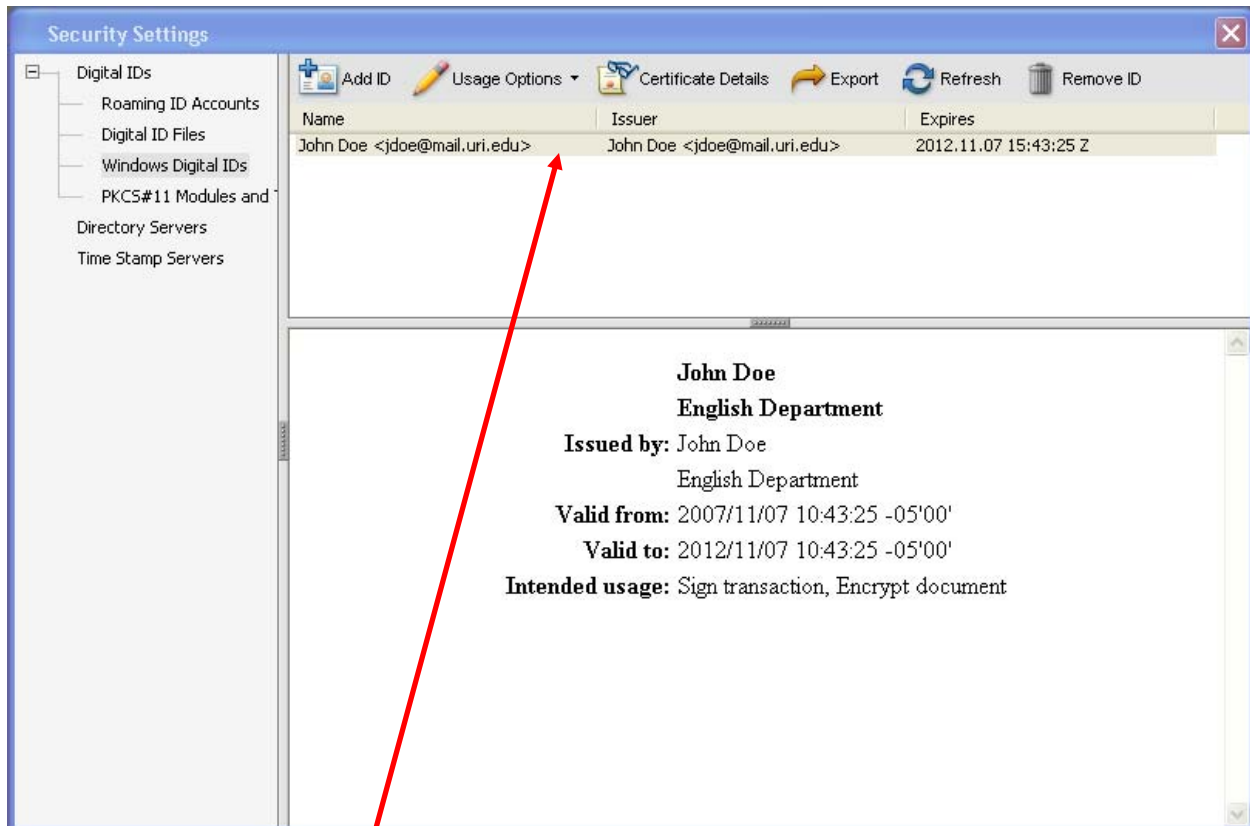 Security Settings
Digital IDs
Roaming ID Accounts
Digital ID Files
Windows Digital IDs
PKCS#11 Modules and
Directory Servers
Time Stamp Servers
Add ID Usage Options Certificate Details Export Refresh Remove ID
Name Issuer Expires
John Doe <jdoe@mail.uri.edu> John Doe <jdoe@mail.uri.edu> 2012.11.07 15:43:25 Z
John Doe
English Department
Issued by: John Doe
English Department
Valid from: 2007/11/07 10:43:25 -05'00'
Valid to: 2012/11/07 10:43:25 -05'00'
Intended usage: Sign transaction, Encrypt document